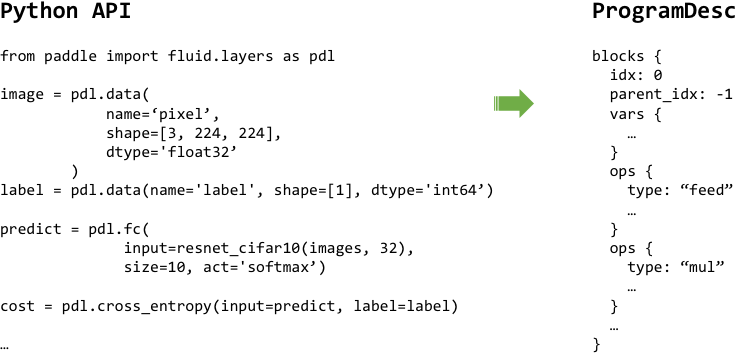 Python API
from paddle import fluid.layers as pdl
image = pdl.data(
name=‘pixel’,
shape=[3, 224, 224],
dtype='float32’
)
label = pdl.data(name='label', shape=[1], dtype='int64’)
predict = pdl.fc(
input=resnet_cifar10(images, 32),
size=10, act='softmax’)
cost = pdl.cross_entropy(input=predict, label=label)
…
ProgramDesc
blocks {
idx: 0
parent_idx: -1
vars {
…
}
ops {
type: “feed”
…
}
ops {
type: “mul”
…
}
…
}